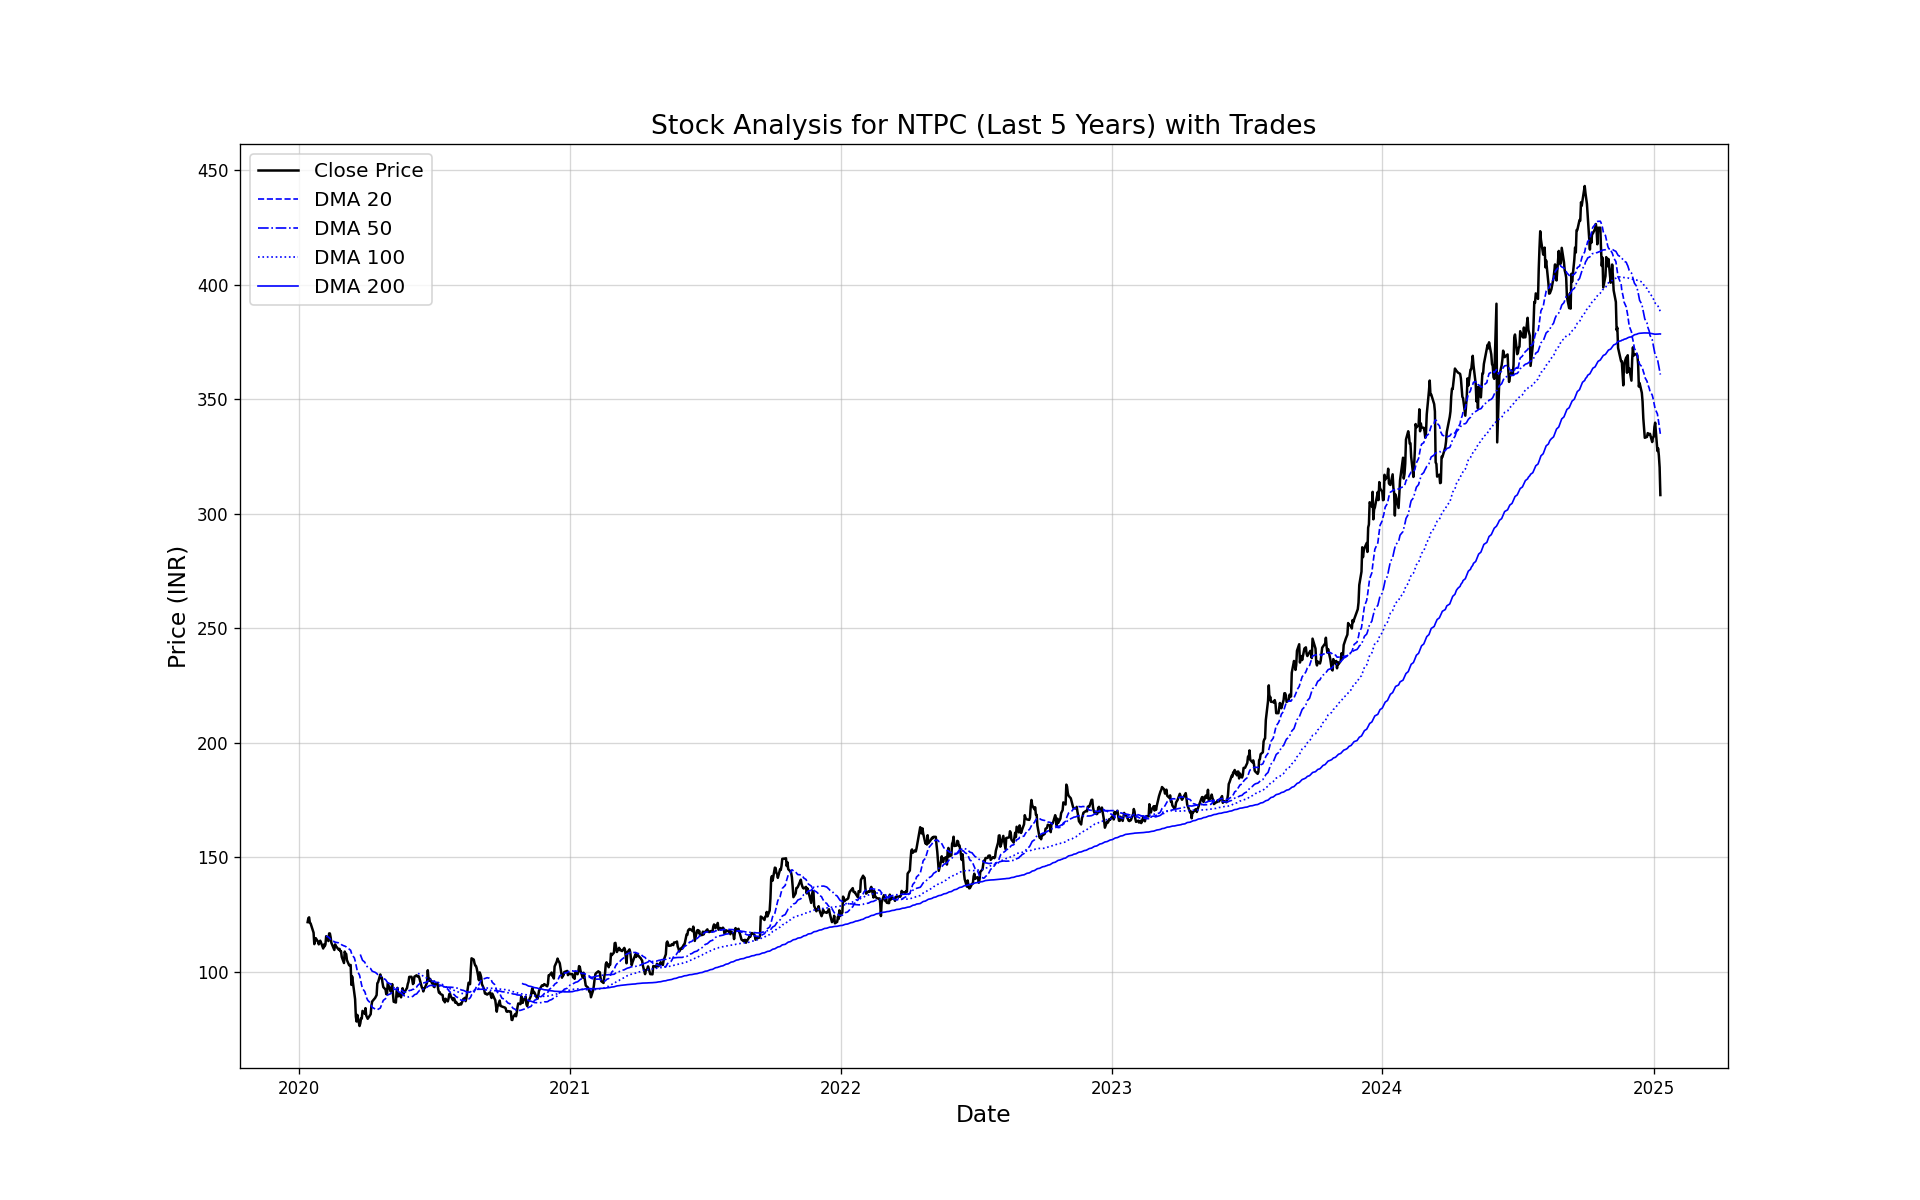 Stock Analysis for NTPC (Last 5 Years) with Trades
Close Price
DMA 20
DMA 50
DMA 100
DMA 200
Price (INR)
450
400
350
300
250
200
150
100
2020 2021 2022 2023 2024 2025
Date